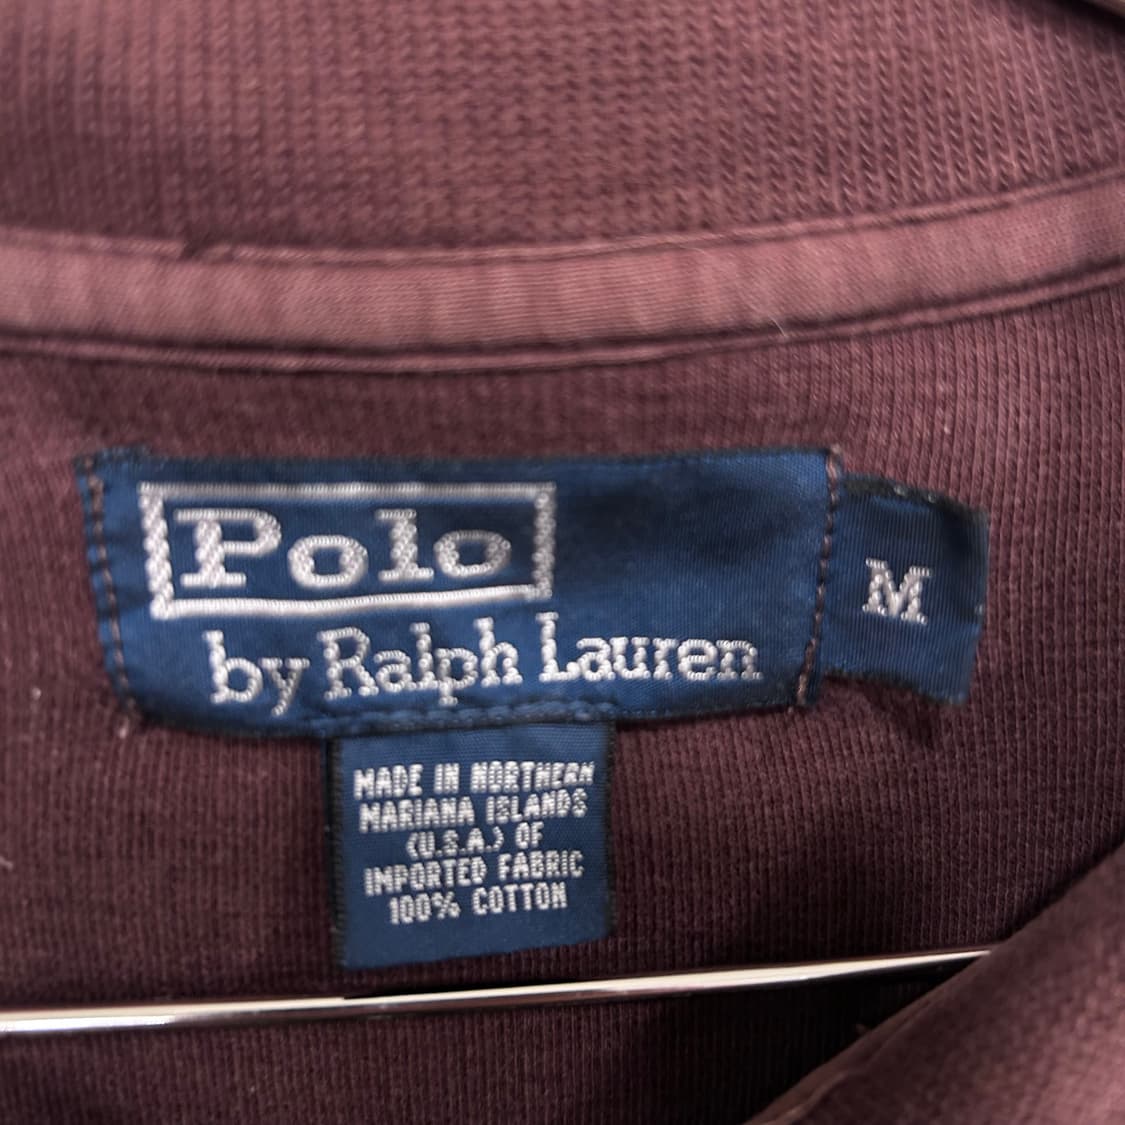 Polo
by Ralph Lauren
M
MADE IN NORTHERN
MARIANA ISLANDS
(U.S.A.) OF
IMPORTED FABRIC
100% COTTON